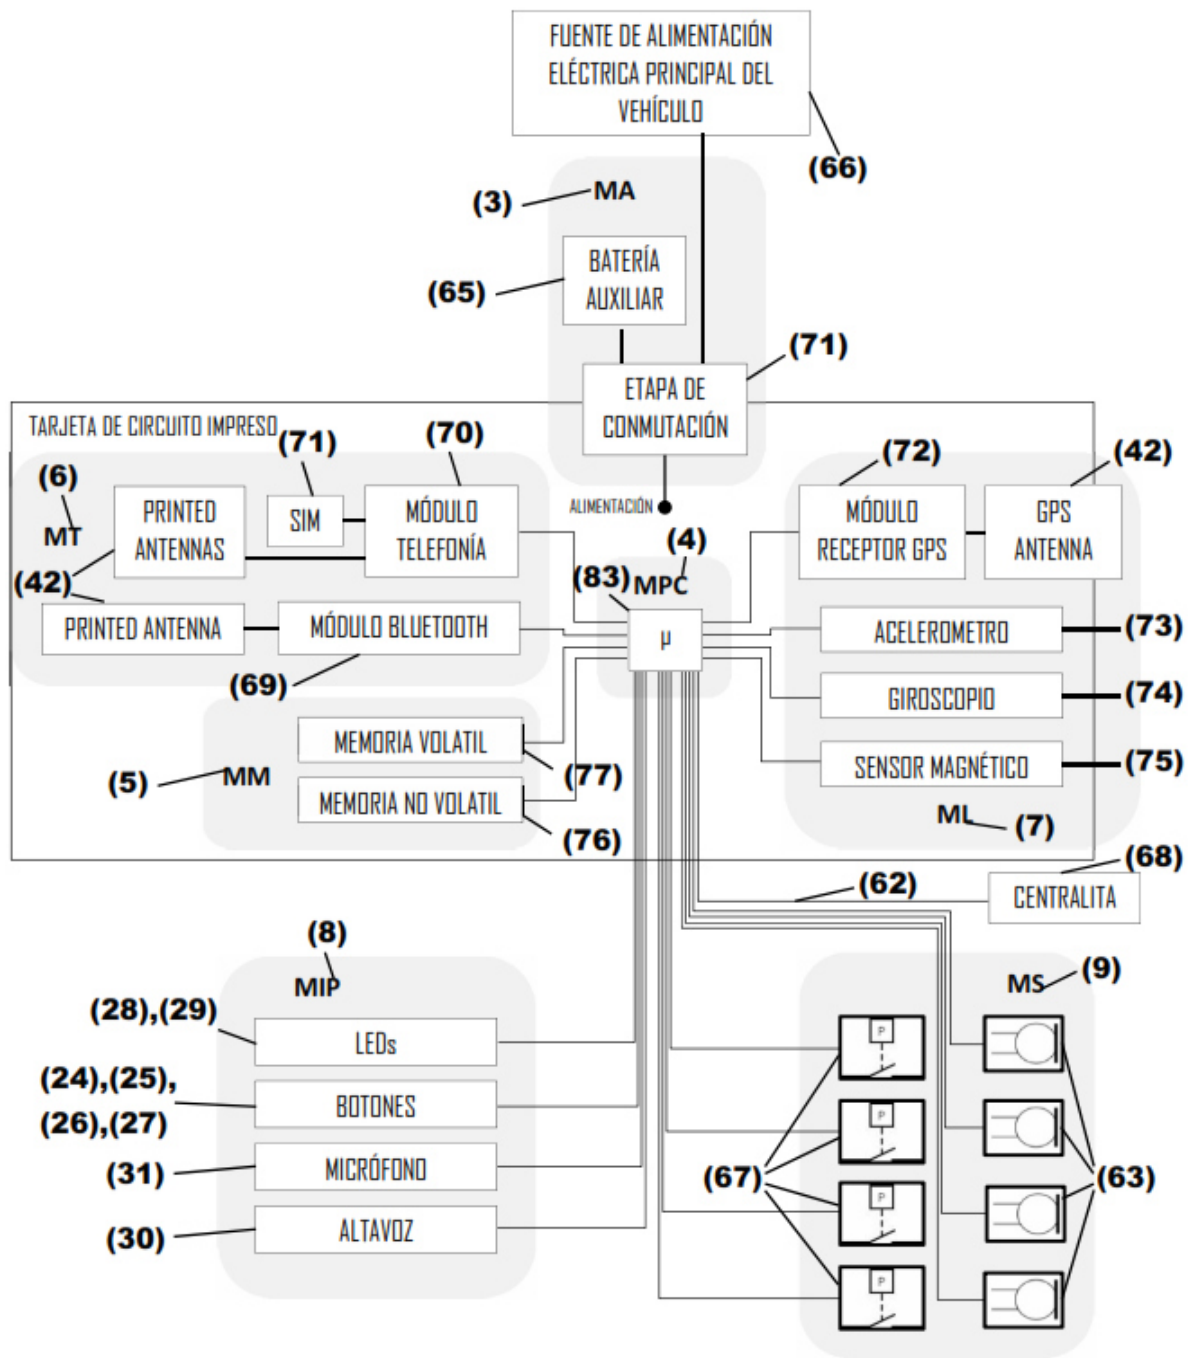 FUENTE DE ALIMENTACIÓN
ELÉCTRICA PRINCIPAL DEL
VEHÍCULO
(66)
(3)
MA
(65)
BATERÍA
AUXILIAR
(71)
ETAPA DE
CONMUTACIÓN
TARJETA DE CIRCUITO IMPRESO
(71)
(70)
(72)
(42)
(6)
MT
PRINTED
ANTENNAS
SIM
MÓDULO
TELEFONÍA
ALIMENTACIÓN
MÓDULO
RECEPTOR GPS
GPS
ANTENNA
(4)
(42)
(83)
MPC
PRINTED ANTENNA
MÓDULO BLUETOOTH
µ
ACELEROMETRO
(73)
(69)
GIROSCOPIO
(74)
MEMORIA VOLATIL
(77)
SENSOR MAGNÉTICO
(75)
(5)
MM
MEMORIA NO VOLATIL
(76)
ML
(7)
(68)
(62)
CENTRALITA
(8)
MIP
MS
(9)
(28),(29)
LEDs
P
(24),(25),
(26),(27)
BOTONES
P
(31)
MICRÓFONO
(67)
(63)
P
(30)
ALTAVOZ
P